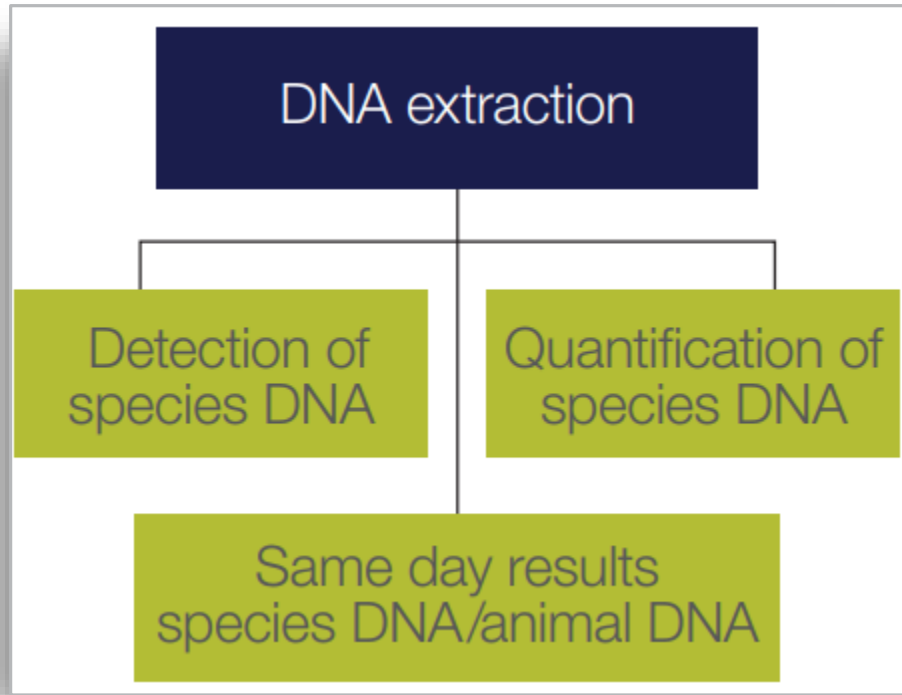 DNA extraction
Detection of
species DNA
Quantification of
species DNA
Same day results
species DNA/animal DNA